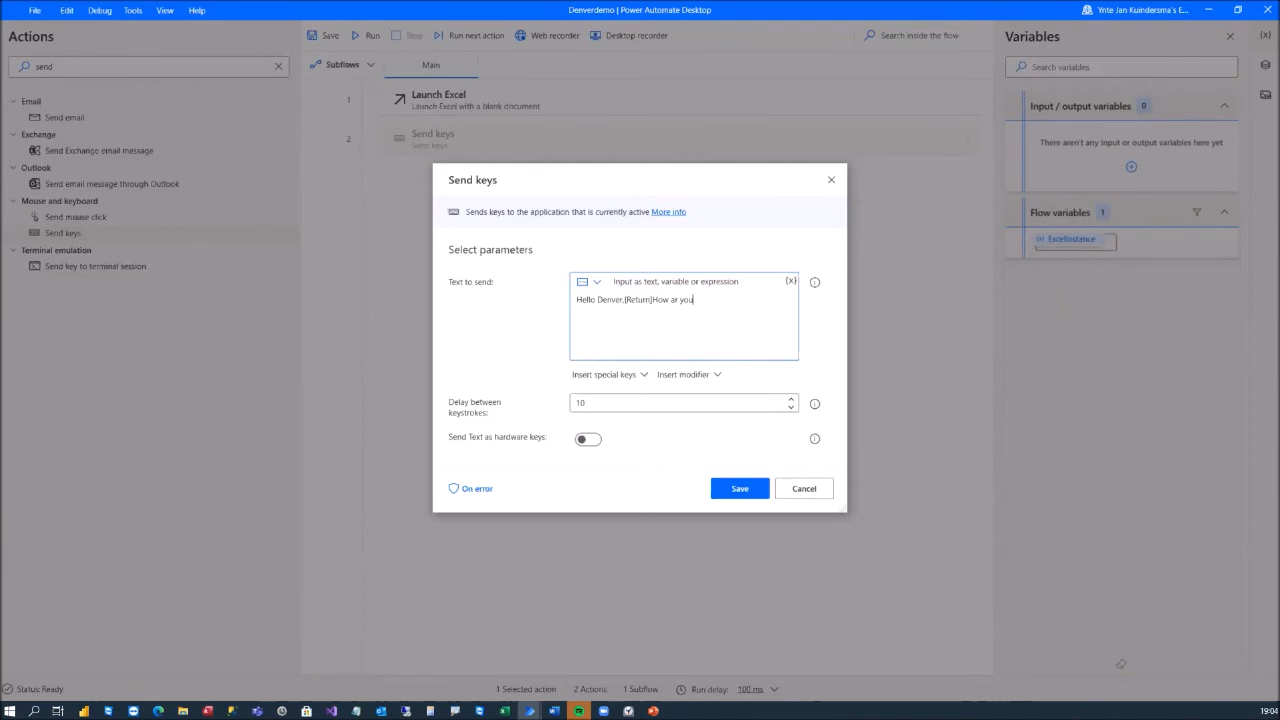 File Edit Debug Tools View Help
Denverdemo | Power Automate Desktop
Yrite Jan Kuindersma's E...
Actions
send
Email
Send email
Exchange
Send Exchange email message
Outlook
Send email message through Outlook
Mouse and keyboard
Send mouse click
Send keys
Terminal emulation
Send key to terminal session
Save Run Stop Run next action Web recorder Desktop recorder
Search inside the flow
Subflows Main
1
Launch Excel
Launch Excel with a blank document
2
Send keys
Send keys
Send keys
Sends keys to the application that is currently active More info
Select parameters
Text to send:
Input as text, variable or expression {x}
Hello Denver,{Return}How ar you
Insert special keys Insert modifier
Delay between
keystrokes:
10
Send Text as hardware keys:
On error
Save Cancel
Variables
{x}
Search variables
Input / output variables 0
There aren't any input or output variables here yet
Flow variables 1
(x) ExcelInstance
Status: Ready
1 Selected action 2 Actions 1 Subflow Run delay: 100 ms
19:04